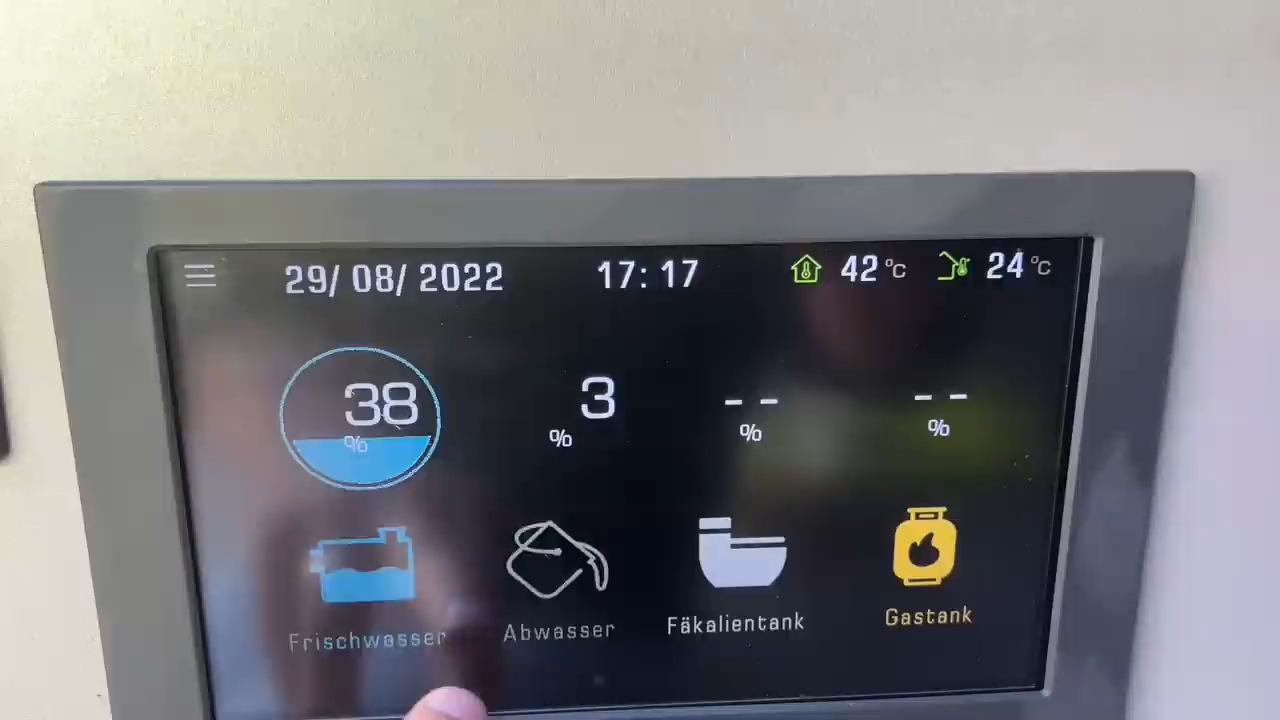 29/ 08/ 2022 17: 17 42 °C 24 °C
38 3 -- --
% % % %
Frischwasser Abwasser Fäkalientank Gastank